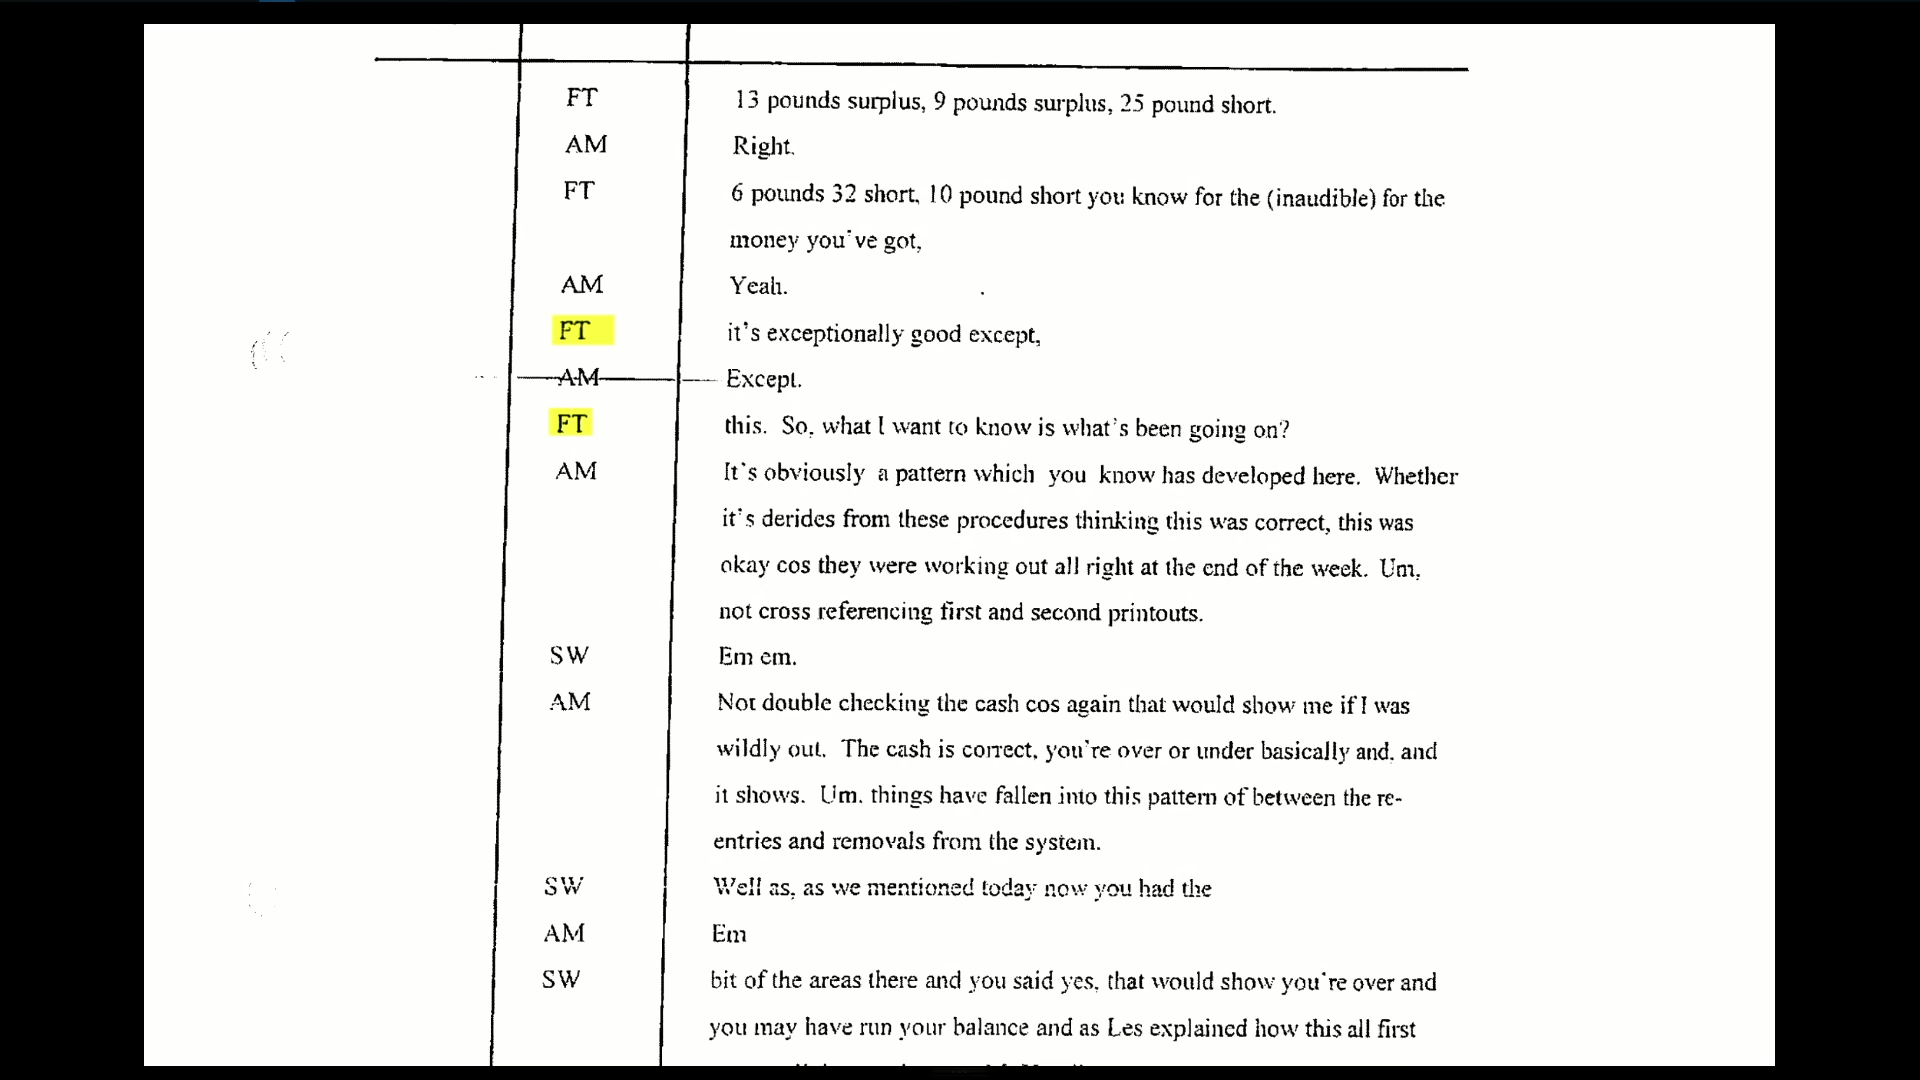 FT 13 pounds surplus, 9 pounds surplus, 25 pound short.
AM Right.
FT 6 pounds 32 short, 10 pound short you know for the (inaudible) for the
money you've got,
AM Yeah.
FT it's exceptionally good except,
AM Except.
FT this. So, what I want to know is what's been going on?
AM It's obviously a pattern which you know has developed here. Whether
it's derides from these procedures thinking this was correct, this was
okay cos they were working out all right at the end of the week. Um,
not cross referencing first and second printouts.
SW Em em.
AM Not double checking the cash cos again that would show me if I was
wildly out. The cash is correct, you're over or under basically and, and
it shows. Um, things have fallen into this pattern of between the re-
entries and removals from the system.
SW Well as, as we mentioned today now you had the
AM Em
SW bit of the areas there and you said yes, that would show you're over and
you may have run your balance and as Les explained how this all first